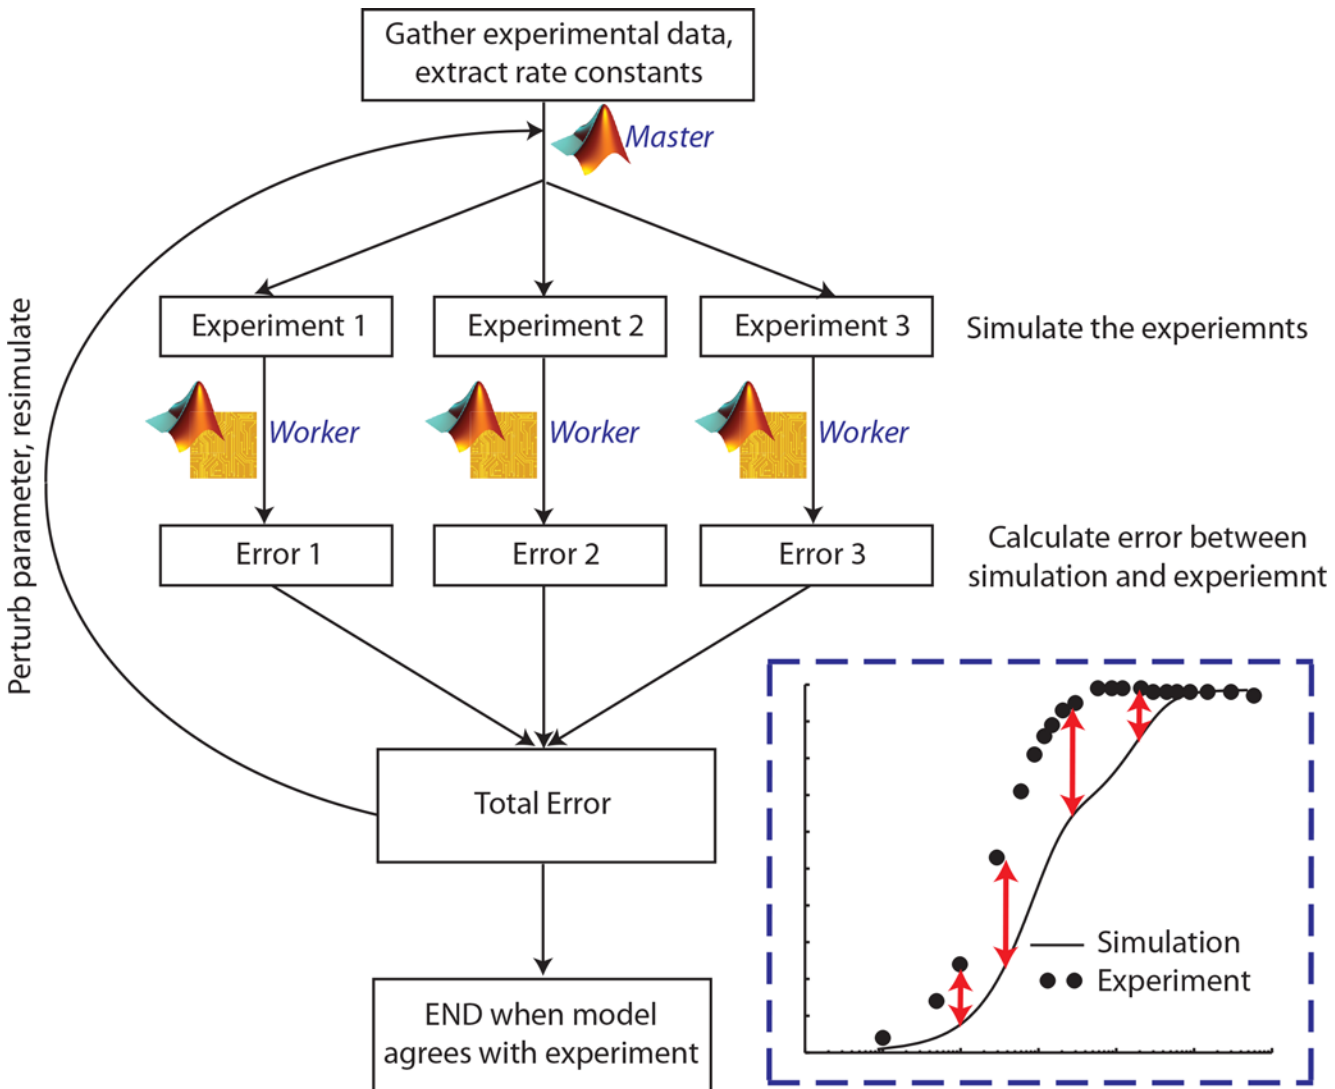 Gather experimental data,
extract rate constants
Master
Perturb parameter, resimulate
Experiment 1
Experiment 2
Experiment 3
Simulate the experiemnts
Worker
Worker
Worker
Error 1
Error 2
Error 3
Calculate error between
simulation and experiemnt
Total Error
Simulation
Experiment
END when model
agrees with experiment